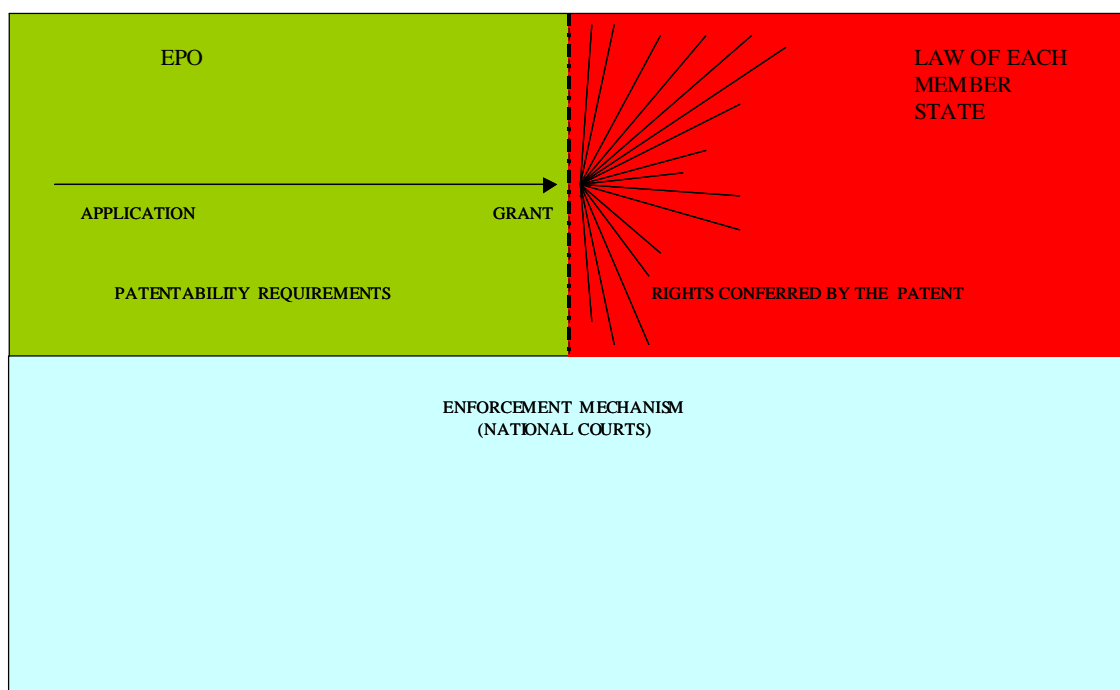 EPO
LAW OF EACH
MEMBER
STATE
APPLICATION
GRANT
PATENTABILITY REQUIREMENTS
RIGHTS CONFERRED BY THE PATENT
ENFORCEMENT MECHANISM
(NATIONAL COURTS)